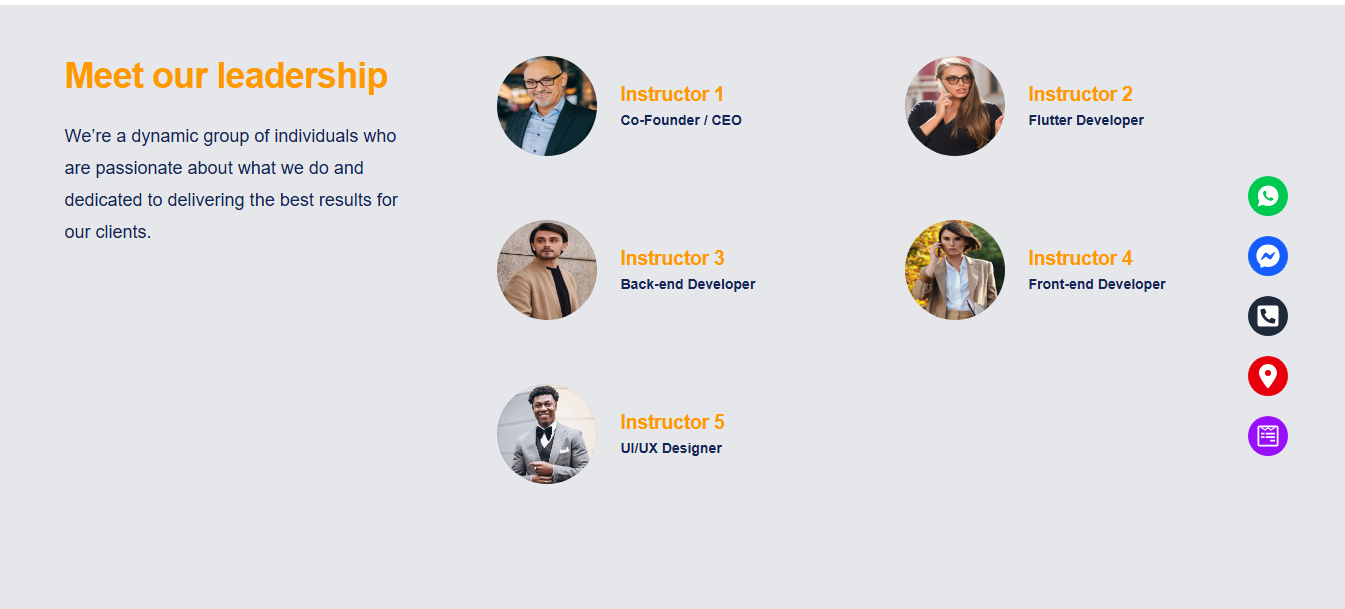 Meet our leadership
We’re a dynamic group of individuals who
are passionate about what we do and
dedicated to delivering the best results for
our clients.
Instructor 1
Co-Founder / CEO
Instructor 2
Flutter Developer
Instructor 3
Back-end Developer
Instructor 4
Front-end Developer
Instructor 5
UI/UX Designer